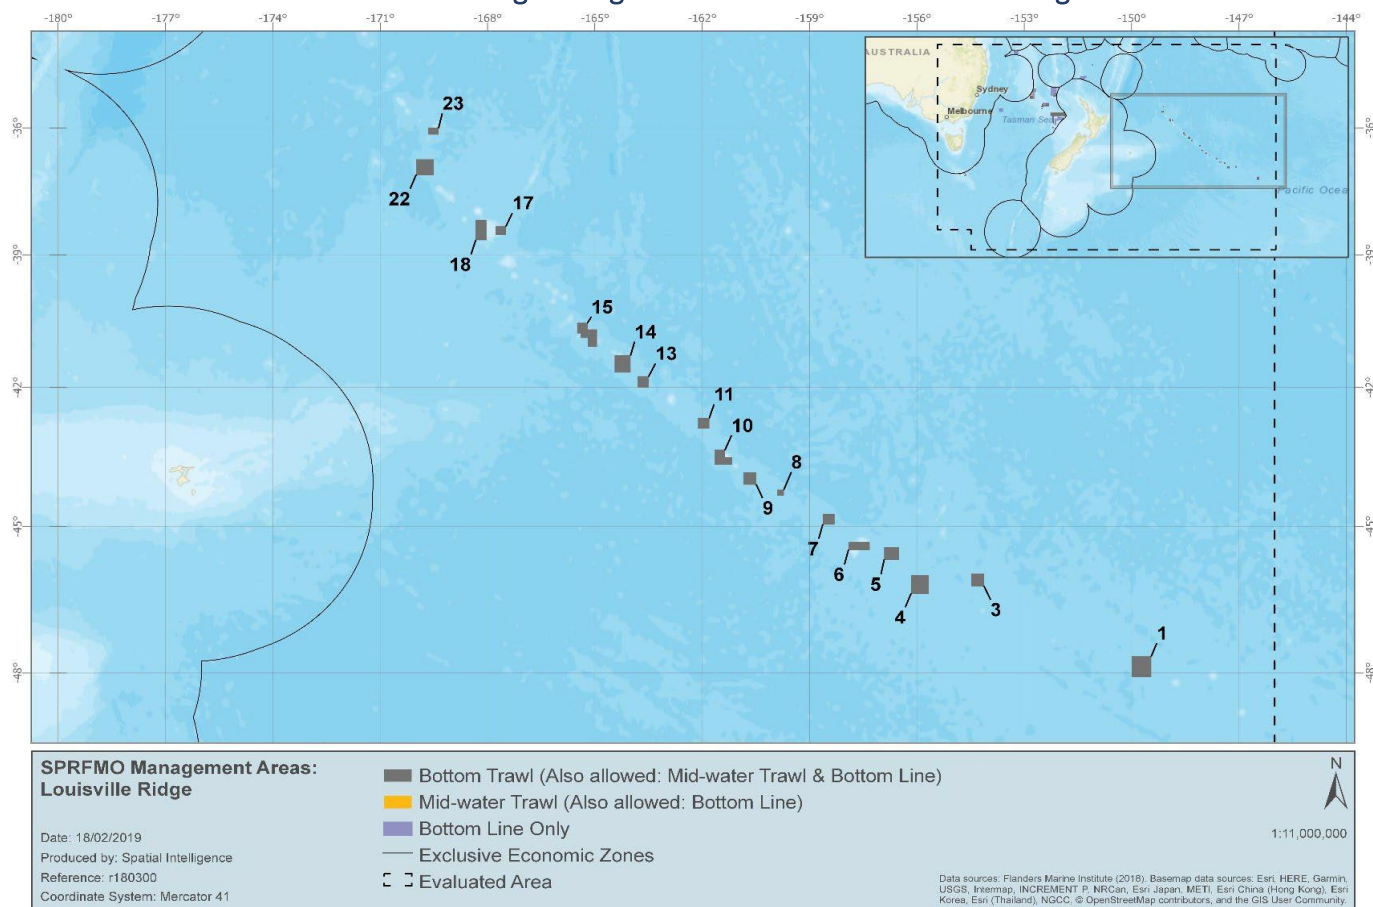 -180° -177° -171° -168° -165° -162° -159° -156° -153° -150° -147° -144°
AUSTRALIA
Sydney
Melbourne
Tasman Sea
Pacific Ocea
-36° -36°
-39° -39°
-42° -42°
-45° -45°
-48° -48°
23
22
17
18
15
14
13
11
10
8
9
7
6
5
4
3
1
SPRFMO Management Areas:
Louisville Ridge
Date: 18/02/2019
Produced by: Spatial Intelligence
Reference: r180300
Coordinate System: Mercator 41
Bottom Trawl (Also allowed: Mid-water Trawl & Bottom Line)
Mid-water Trawl (Also allowed: Bottom Line)
Bottom Line Only
Exclusive Economic Zones
Evaluated Area
N
1:11,000,000
Data sources: Flanders Marine Institute (2018). Basemap data sources: Esri, HERE, Garmin,
USGS, Intermap, INCREMENT P, NRCan, Esri Japan, METI, Esri China (Hong Kong), Esri
Korea, Esri (Thailand), NGCC, © OpenStreetMap contributors, and the GIS User Community.